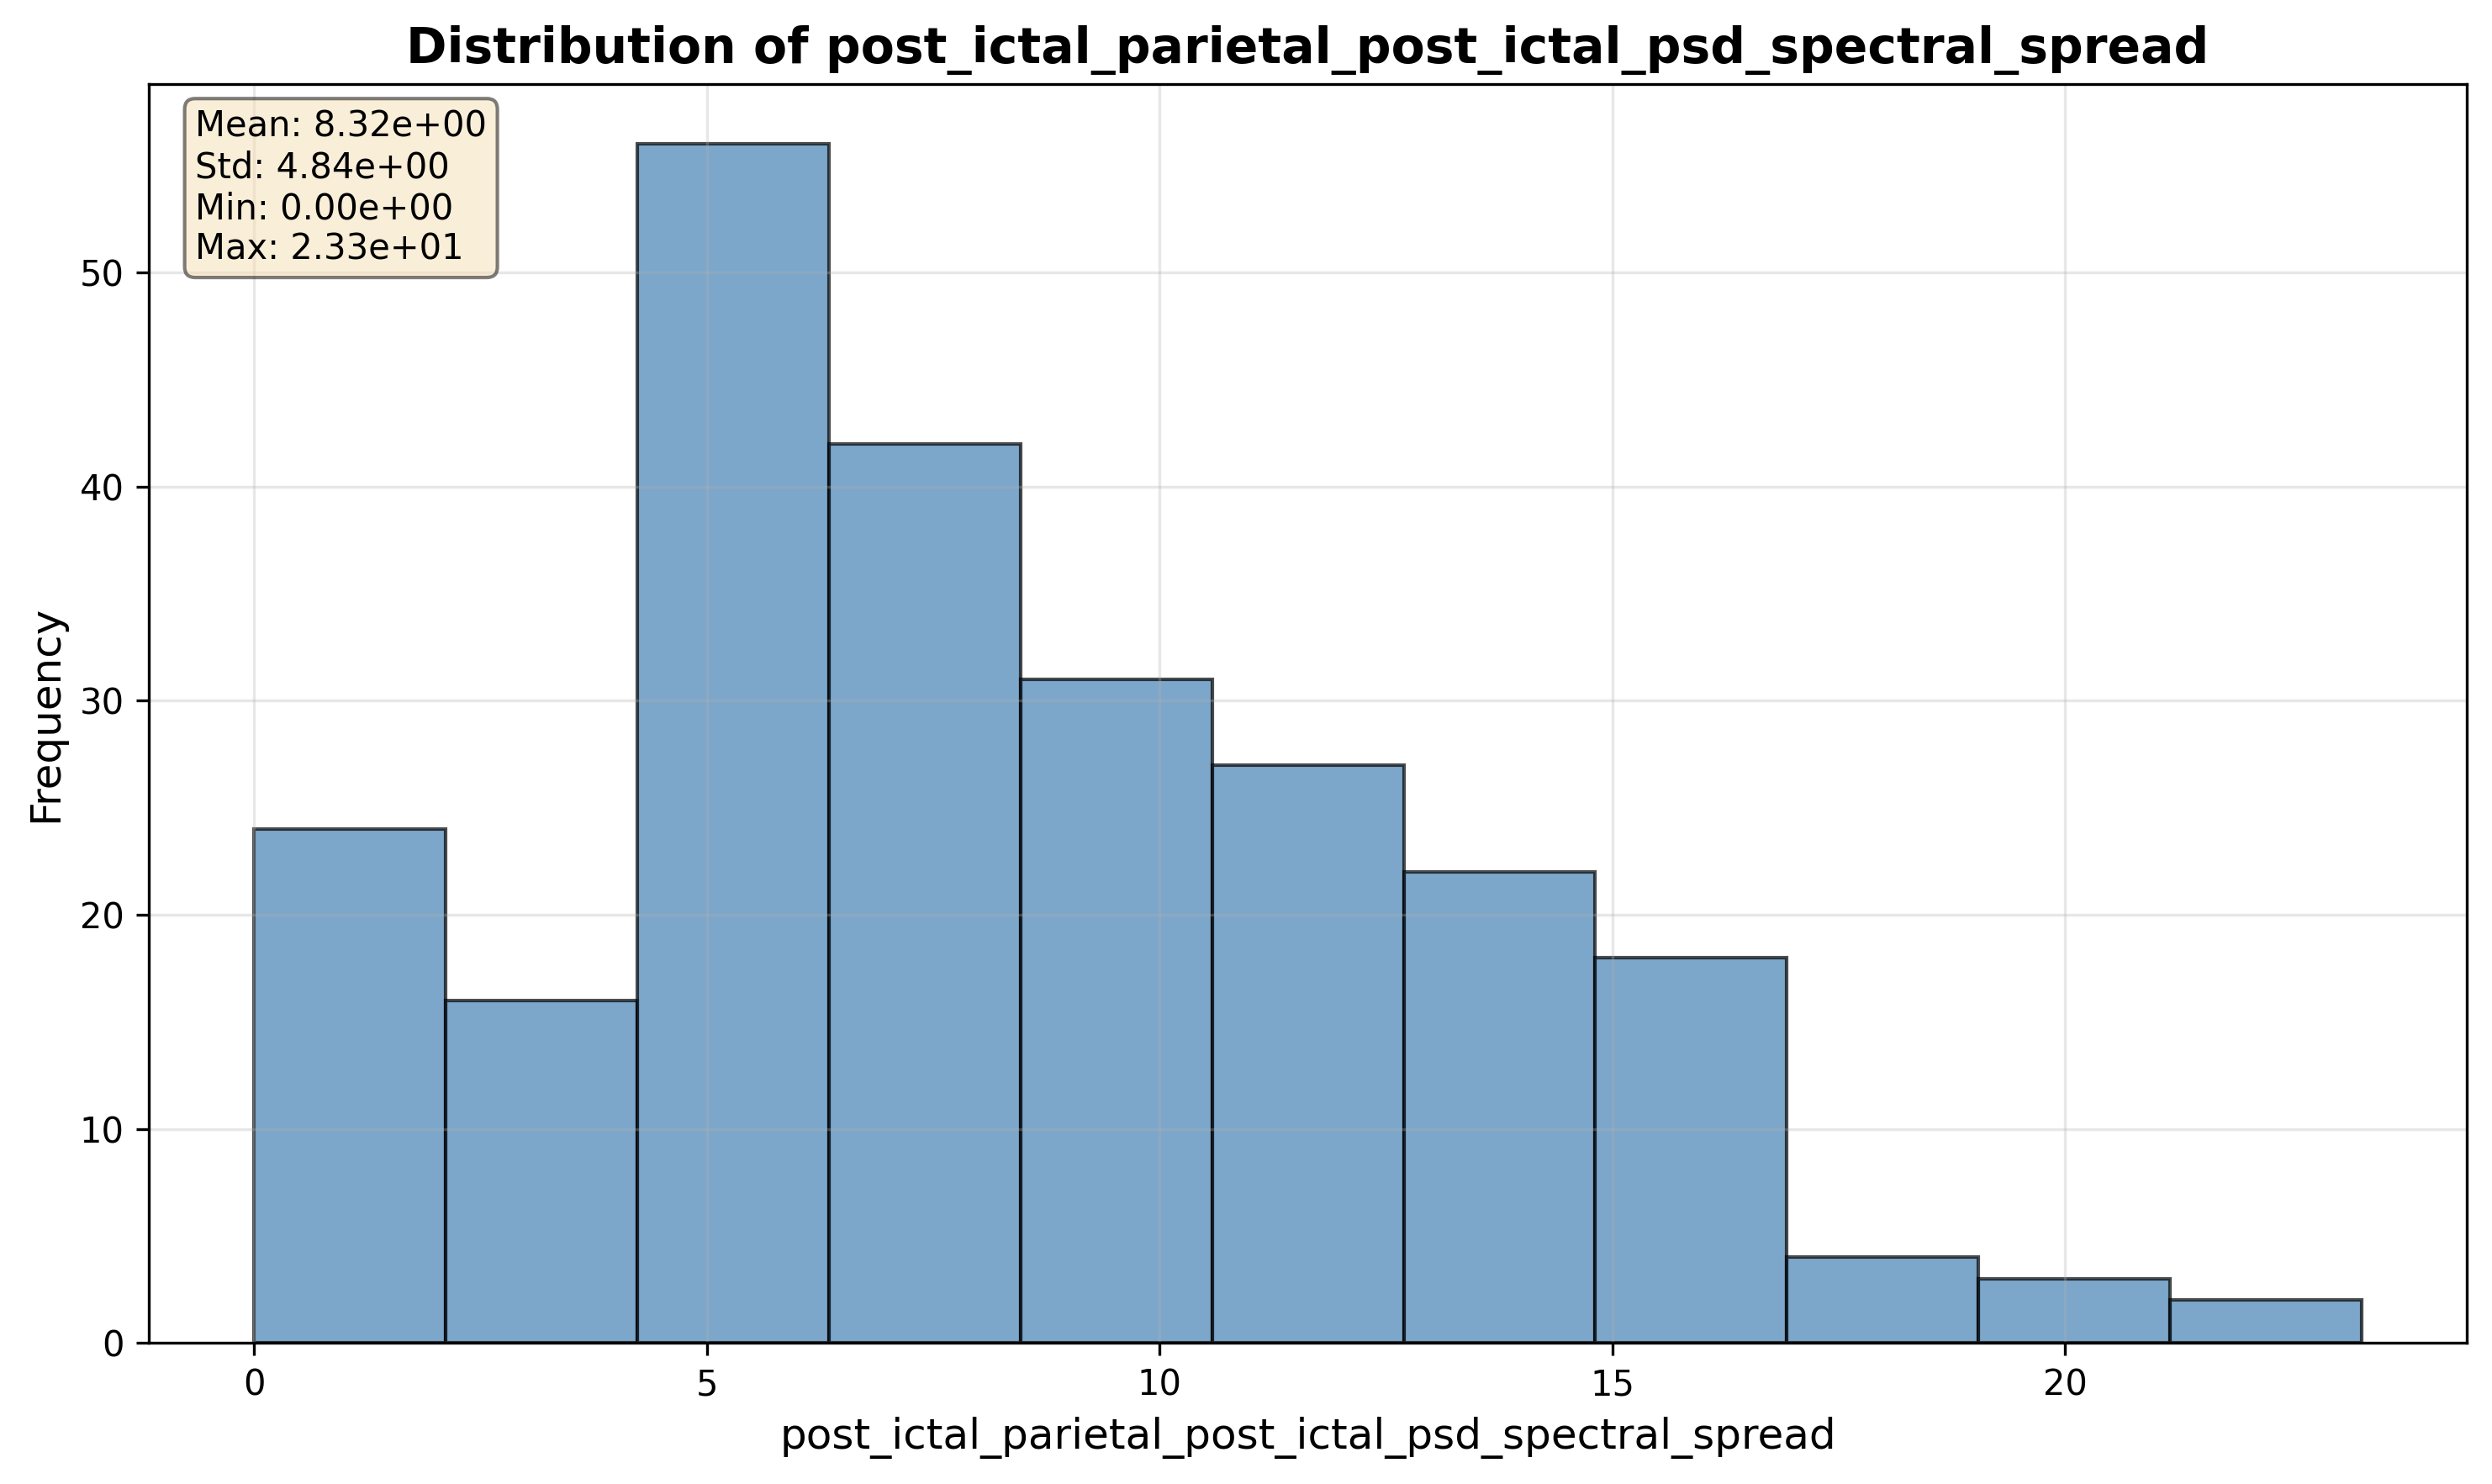 Distribution of post_ictal_parietal_post_ictal_psd_spectral_spread
Mean: 8.32e+00
Std: 4.84e+00
Min: 0.00e+00
Max: 2.33e+01
50
40
30
20
10
0
Frequency
0 5 10 15 20
post_ictal_parietal_post_ictal_psd_spectral_spread